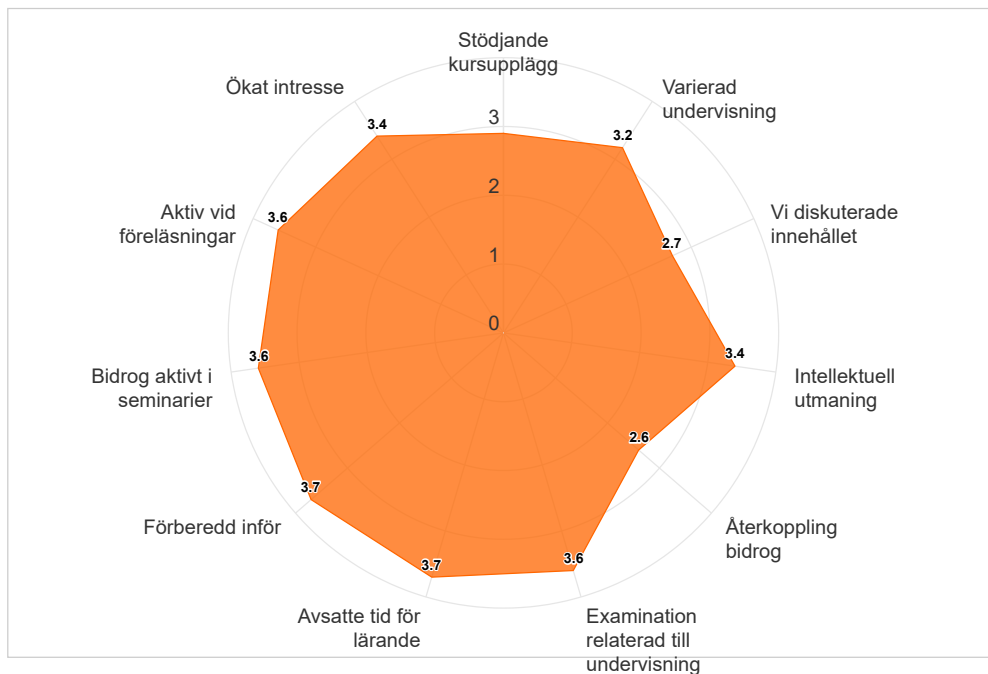 Stödjande
kursupplägg
Varierad
undervisning
Vi diskuterade
innehållet
Intellektuell
utmaning
Återkoppling
bidrog
Examination
relaterad till
undervisning
Avsatte tid för
lärande
Förberedd inför
Bidrog aktivt i
seminarier
Aktiv vid
föreläsningar
Ökat intresse
3
2
1
0
3.2
2.7
3.4
2.6
3.6
3.7
3.7
3.6
3.6
3.4